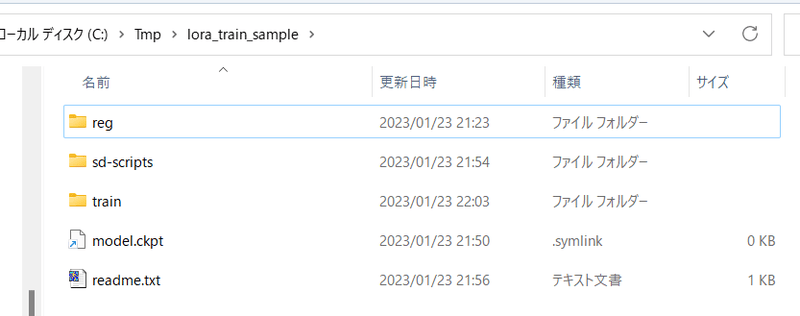 ローカル ディスク (C:) › Tmp › lora_train_sample ›
名前 更新日時 種類 サイズ
reg 2023/01/23 21:23 ファイル フォルダー
sd-scripts 2023/01/23 21:54 ファイル フォルダー
train 2023/01/23 22:03 ファイル フォルダー
model.ckpt 2023/01/23 21:50 .symlink 0 KB
readme.txt 2023/01/23 21:56 テキスト文書 1 KB